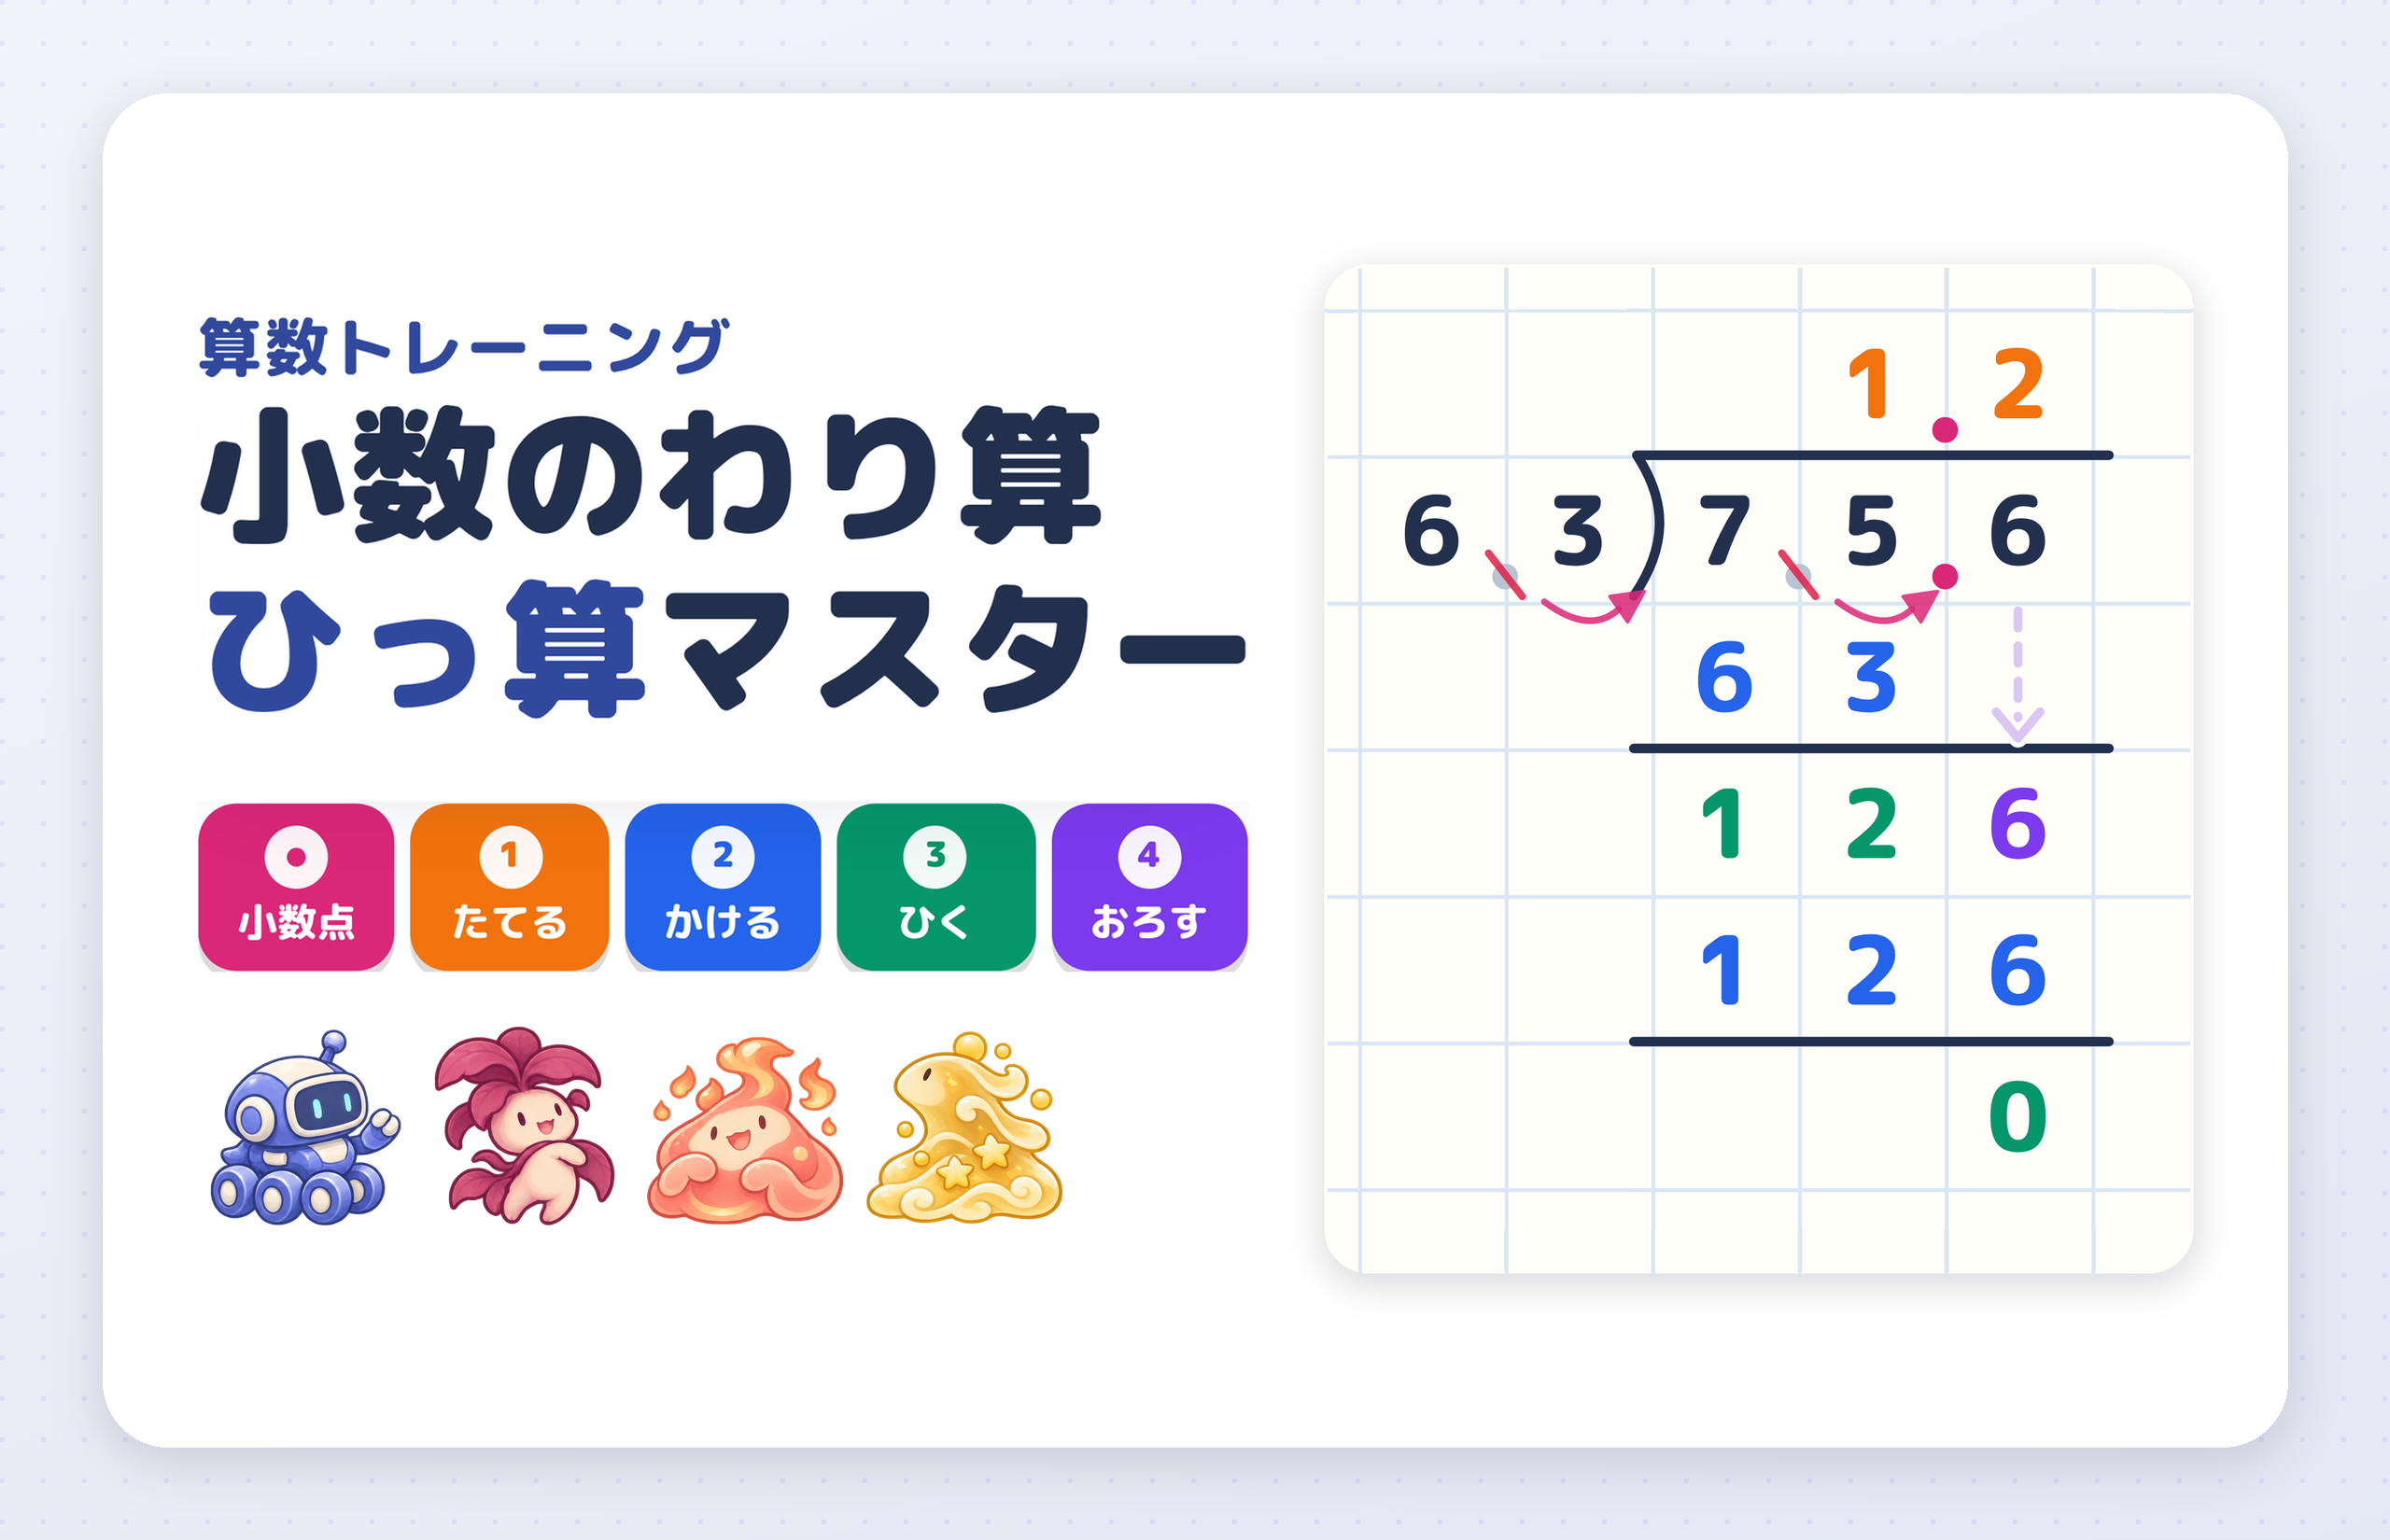 算数トレーニング
小数のわり算
ひっ算マスター
小数点
1 たてる
2 かける
3 ひく
4 おろす
1.2
6.3)7.5.6
63
126
126
0